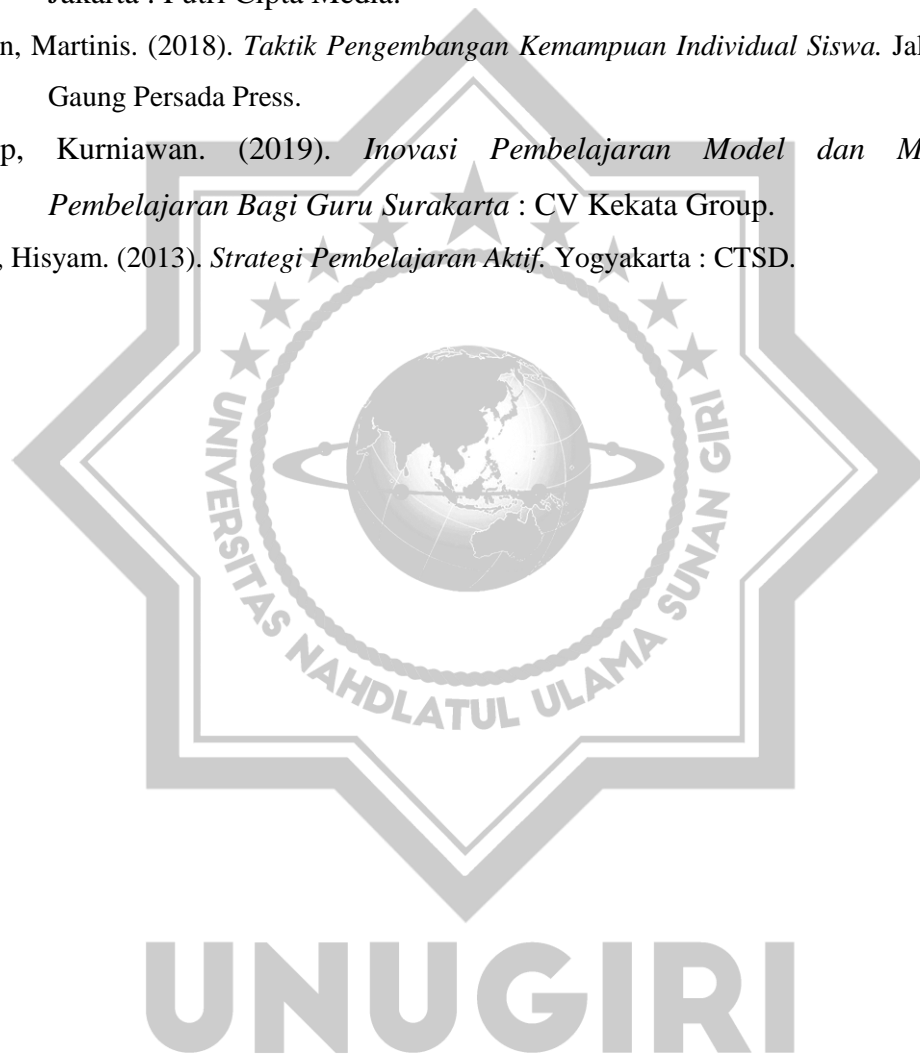 Jakarta : Putri Cipta Media.
n, Martinis. (2018). Taktik Pengembangan Kemampuan Individual Siswa. Jal
Gaung Persada Press.
p, Kurniawan. (2019). Inovasi Pembelajaran Model dan M
Pembelajaran Bagi Guru Surakarta : CV Kekata Group.
, Hisyam. (2013). Strategi Pembelajaran Aktif. Yogyakarta : CTSD.
UNIVERSITAS NAHDLATUL ULAMA SUNAN GIRI
UNUGIRI